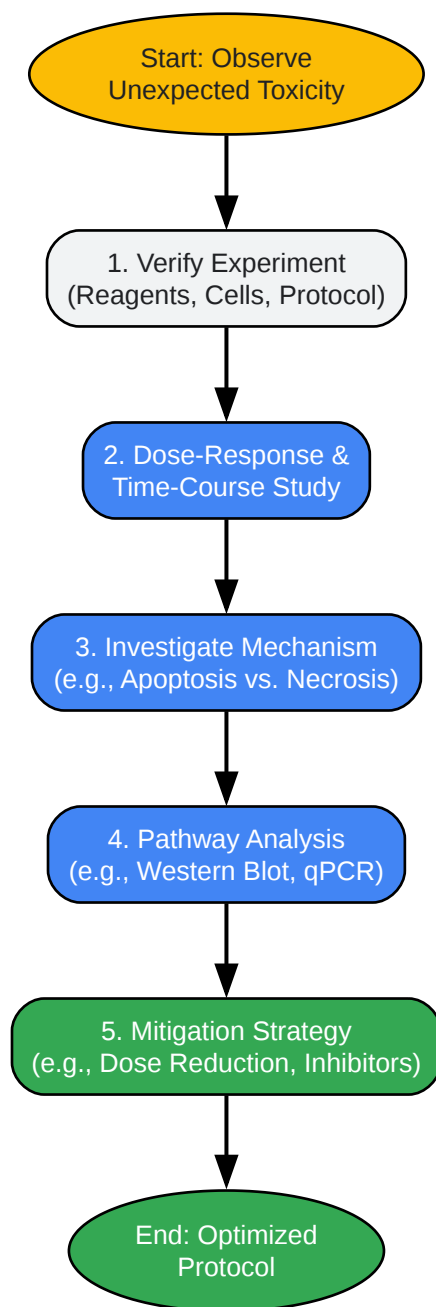 Start: Observe
Unexpected Toxicity
1. Verify Experiment
(Reagents, Cells, Protocol)
2. Dose-Response &
Time-Course Study
3. Investigate Mechanism
(e.g., Apoptosis vs. Necrosis)
4. Pathway Analysis
(e.g., Western Blot, qPCR)
5. Mitigation Strategy
(e.g., Dose Reduction, Inhibitors)
End: Optimized
Protocol